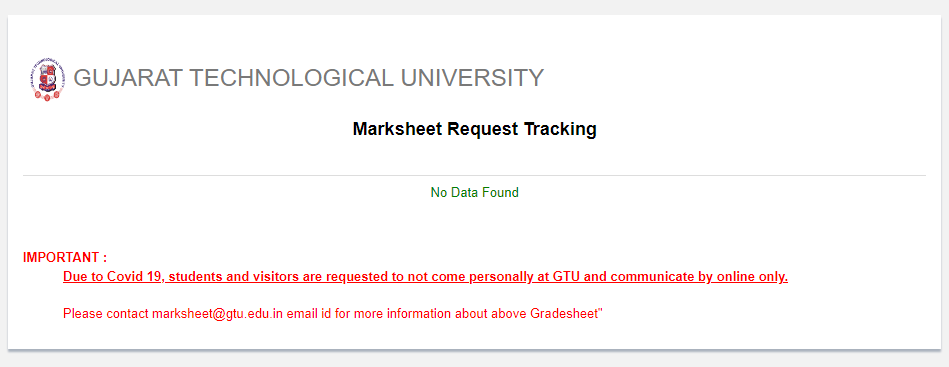 GUJARAT TECHNOLOGICAL UNIVERSITY
Marksheet Request Tracking
No Data Found
IMPORTANT :
Due to Covid 19, students and visitors are requested to not come personally at GTU and communicate by online only.
Please contact marksheet@gtu.edu.in email id for more information about above Gradesheet"